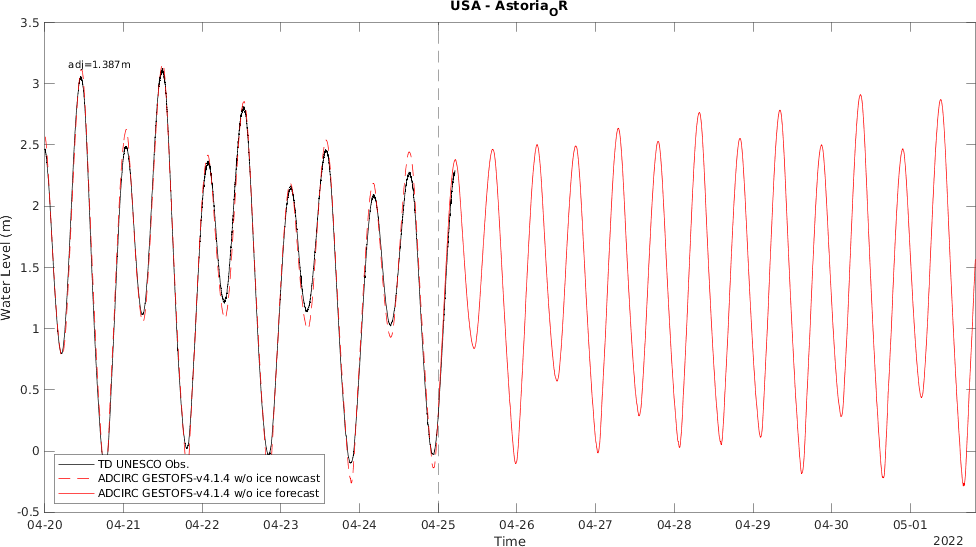 USA - Astoria_OR
adj=1.387m
Water Level (m)
3.5
3
2.5
2
1.5
1
0.5
0
-0.5
TD UNESCO Obs.
ADCIRC GESTOFS-v4.1.4 w/o ice nowcast
ADCIRC GESTOFS-v4.1.4 w/o ice forecast
04-20 04-21 04-22 04-23 04-24 04-25 04-26 04-27 04-28 04-29 04-30 05-01
Time
2022